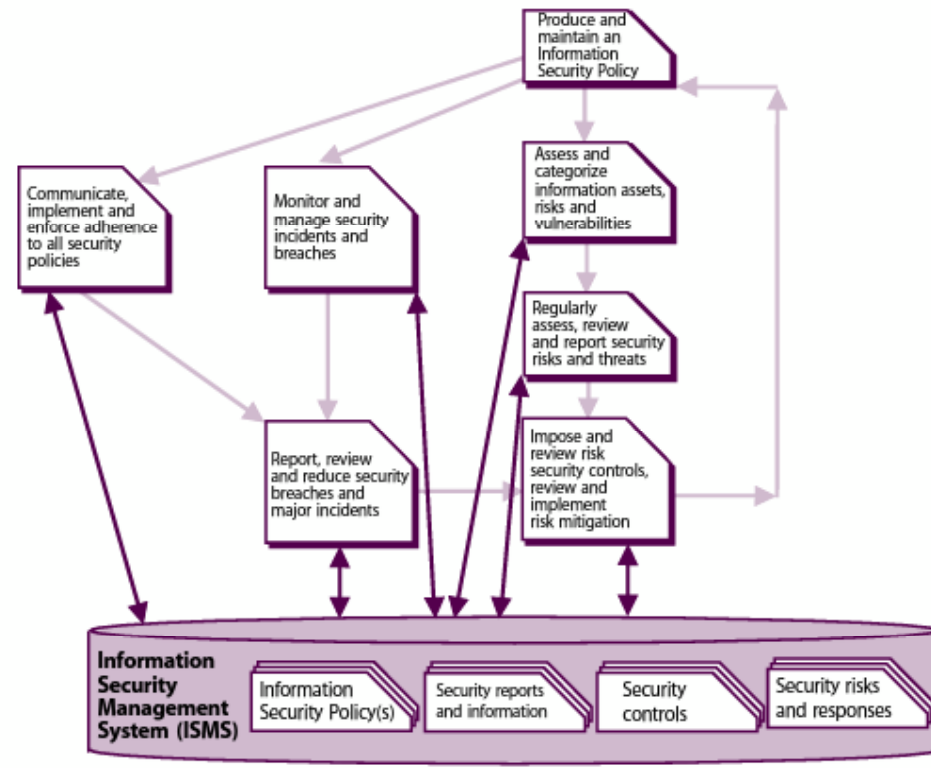 Produce and
maintain an
Information
Security Policy
Communicate,
implement and
enforce adherence
to all security
policies
Monitor and
manage security
incidents and
breaches
Assess and
categorize
information assets,
risks and
vulnerabilities
Regularly
assess, review
and report security
risks and threats
Report, review
and reduce security
breaches and
major incidents
Impose and
review risk
security controls,
review and
implement
risk mitigation
Information
Security
Management
System (ISMS)
Information
Security Policy(s)
Security reports
and information
Security
controls
Security risks
and responses